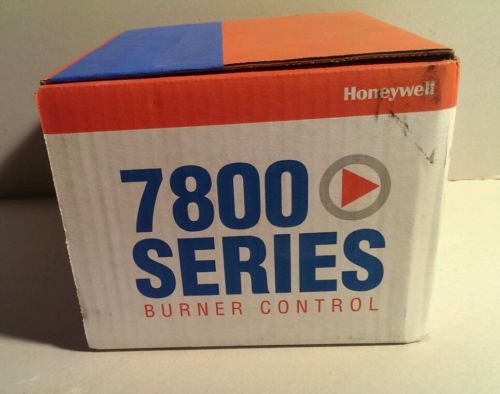 Honeywell
7800
SERIES
BURNER CONTROL